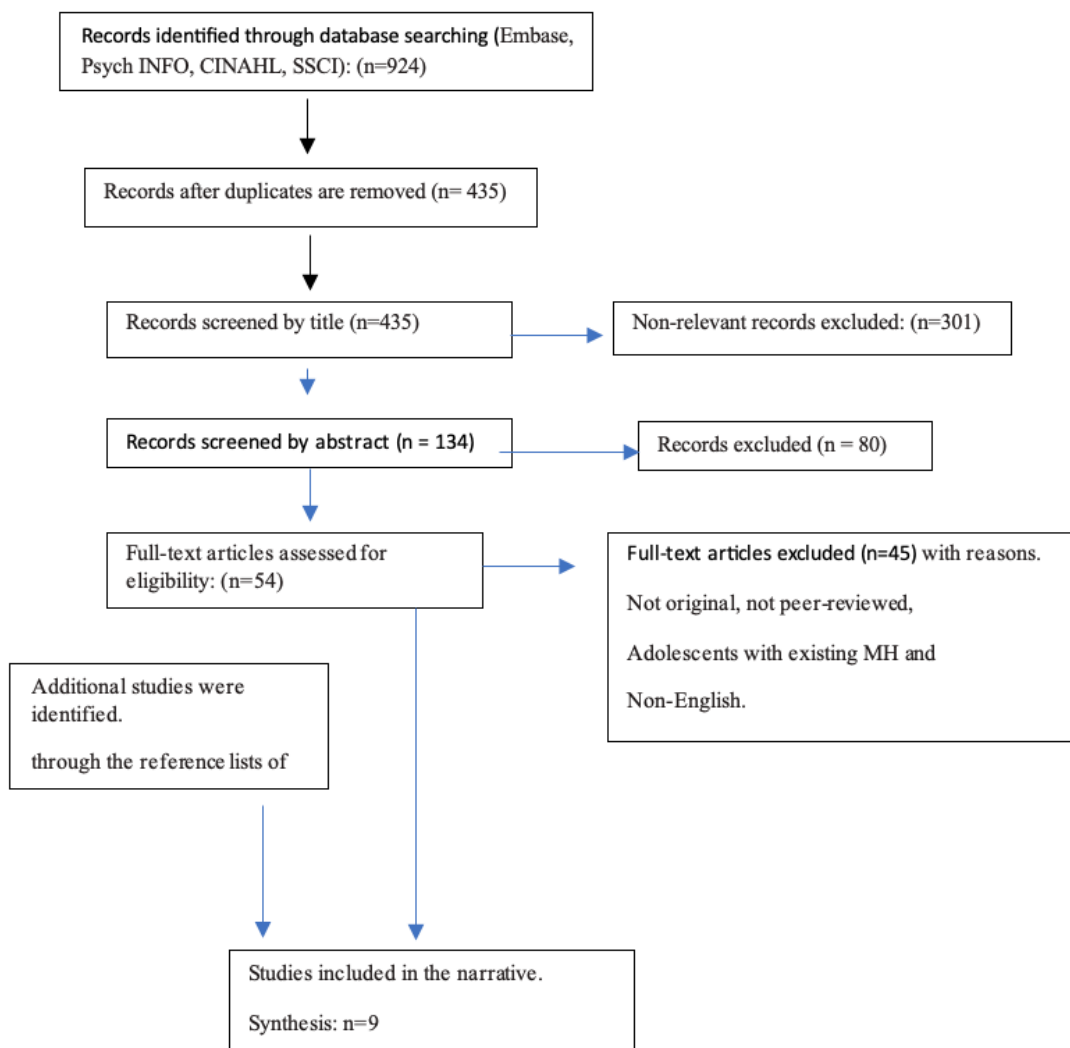 Records identified through database searching (Embase,
Psych INFO, CINAHL, SSCI): (n=924)
Records after duplicates are removed (n= 435)
Records screened by title (n=435)
Non-relevant records excluded: (n=301)
Records screened by abstract (n = 134)
Records excluded (n = 80)
Full-text articles assessed for
eligibility: (n=54)
Full-text articles excluded (n=45) with reasons.
Not original, not peer-reviewed,
Adolescents with existing MH and
Non-English.
Additional studies were
identified.
through the reference lists of
Studies included in the narrative.
Synthesis: n=9